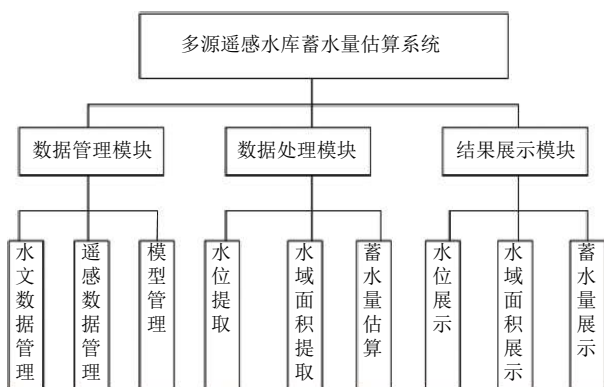 多源遥感水库蓄水量估算系统
数据管理模块
数据处理模块
结果展示模块
水文数据管理
遥感数据管理
模型管理
水位提取
水域面积提取
蓄水量估算
水位展示
水域面积展示
蓄水量展示